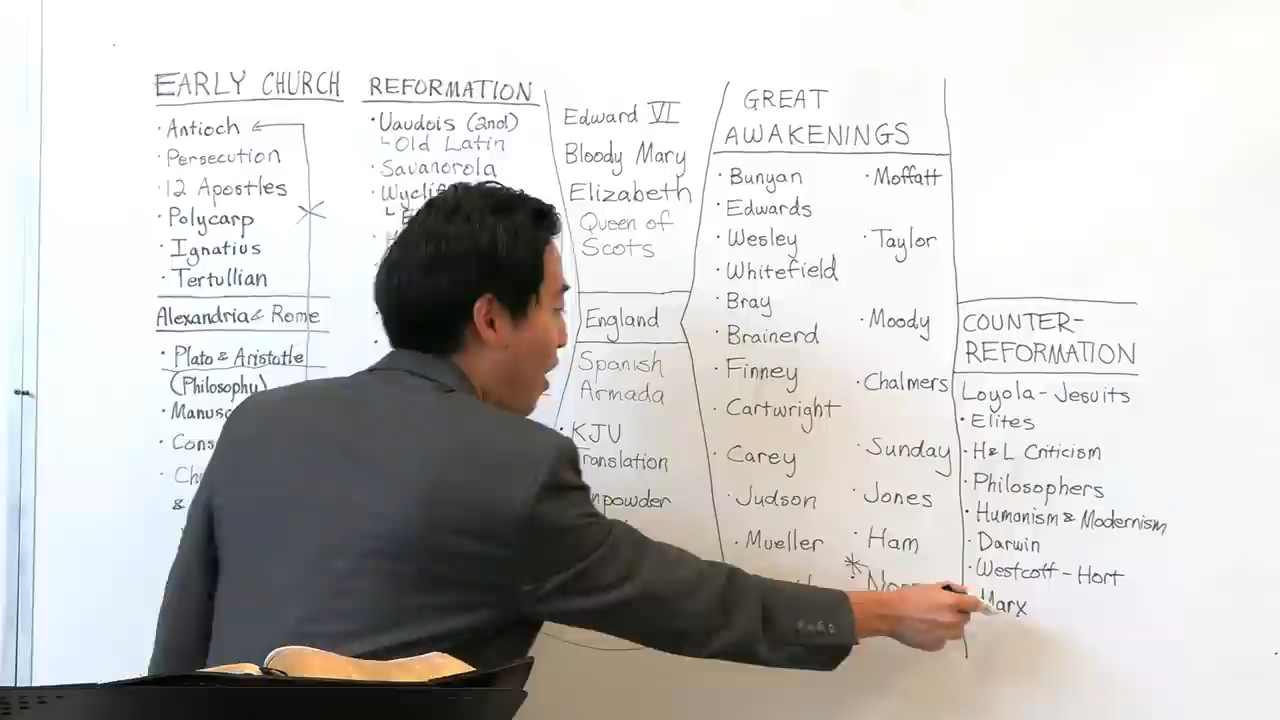 EARLY CHURCH
· Antioch
· Persecution
· 12 Apostles
· Polycarp
· Ignatius
· Tertullian
Alexandria & Rome
· Plato & Aristotle
(Philosophy)
&
REFORMATION
· Vaudois (2nd)
↳ Old Latin
· Savanorola
Edward VI
Bloody Mary
Elizabeth
Queen of
Scots
England
Spanish
Armada
· KJV
Translation
GREAT
AWAKENINGS
· Bunyan
· Edwards
· Wesley
· Whitefield
· Bray
· Brainerd
· Finney
· Cartwright
· Carey
· Judson
· Mueller
· Moffatt
· Taylor
· Moody
· Chalmers
· Sunday
· Jones
· Ham
COUNTER-
REFORMATION
Loyola - Jesuits
· Elites
· H & L Criticism
· Philosophers
· Humanism & Modernism
· Darwin
· Westcott - Hort
Marx